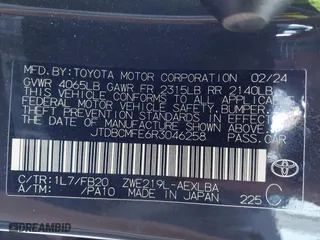 MFD. BY: TOYOTA MOTOR CORPORATION 02/24
GVWR 4065LB GAWR FR 2315LB RR 2140LB
THIS VEHICLE CONFORMS TO ALL APPLICABLE
FEDERAL MOTOR VEHICLE SAFETY, BUMPER,
AND THEFT PREVENTION STANDARDS IN
EFFECT ON THE DATE OF MANUFACTURE
SHOWN ABOVE.
JTDBCMFE6R3046258 PASS.CAR
C/TR: 1L7/FB20 ZWE219L-AEXLBA
A/TM: /PA10 MADE IN JAPAN 225 C
TOYOTA
DREAMBID